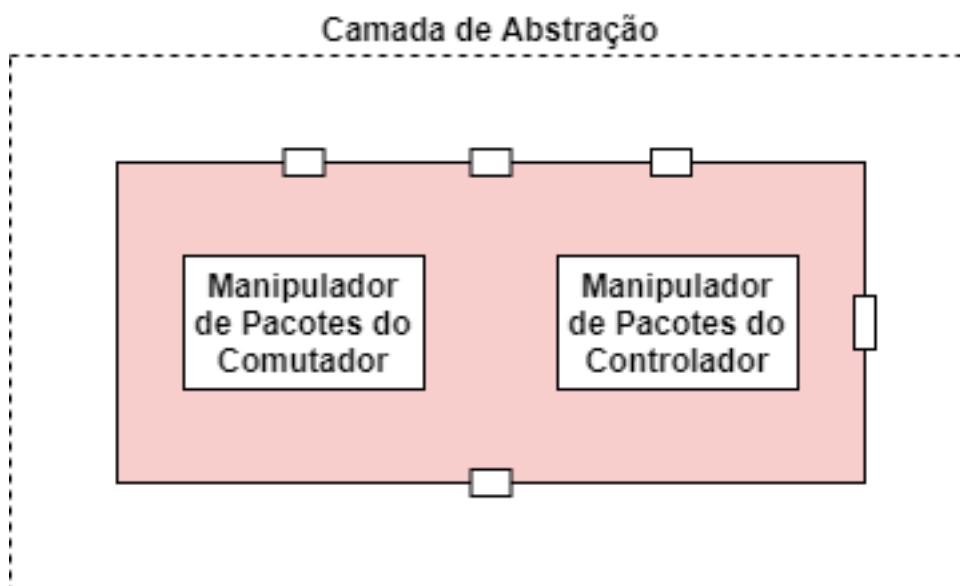 Camada de Abstração
Manipulador
de Pacotes do
Comutador
Manipulador
de Pacotes do
Controlador